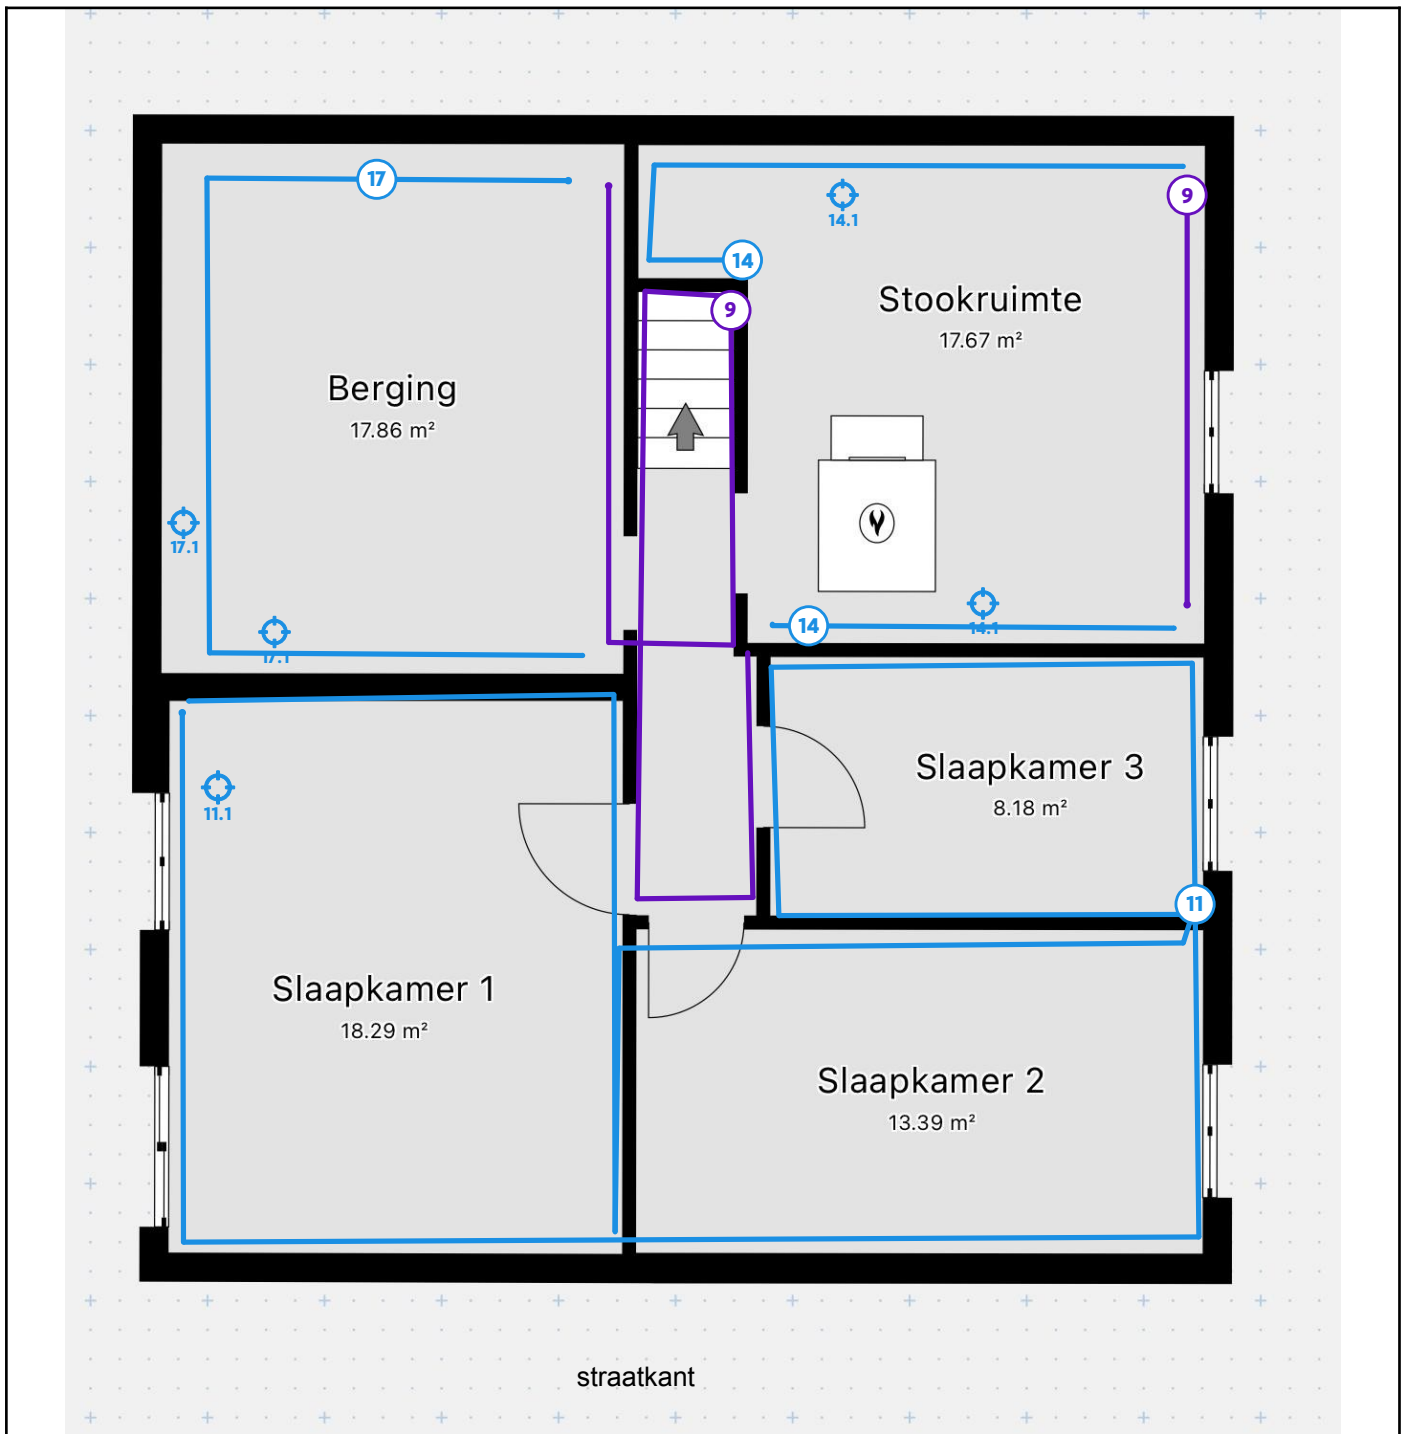 17
14.1
9
14
9
Stookruimte
17.67 m²
Berging
17.86 m²
17.1
17.1
14
14.1
Slaapkamer 3
8.18 m²
11.1
11
Slaapkamer 1
18.29 m²
Slaapkamer 2
13.39 m²
straatkant